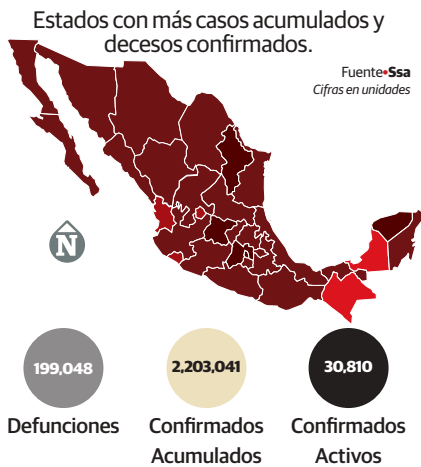 Estados con más casos acumulados y
decesos confirmados.
Fuente•Ssa
Cifras en unidades
N
199,048
2,203,041
30,810
Defunciones
Confirmados
Acumulados
Confirmados
Activos